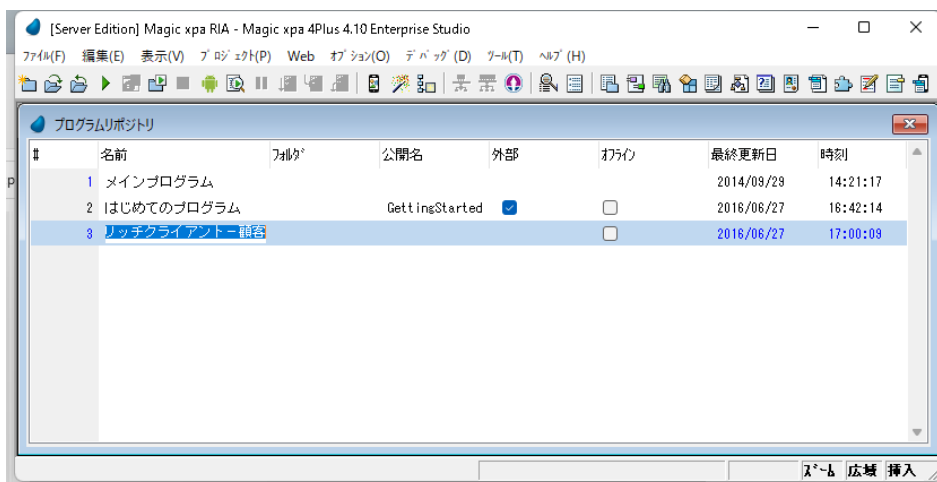 [Server Edition] Magic xpa RIA - Magic xpa 4Plus 4.10 Enterprise Studio
ﾌｧｲﾙ(F) 編集(E) 表示(V) ﾌﾟﾛｼﾞｪｸﾄ(P) Web ｵﾌﾟｼｮﾝ(O) ﾃﾞﾊﾞｯｸﾞ(D) ﾂｰﾙ(T) ﾍﾙﾌﾟ(H)
プログラムリポジトリ
# 名前 ﾌｫﾙﾀﾞ 公開名 外部 ｵﾌﾗｲﾝ 最終更新日 時刻
1 メインプログラム 2014/09/29 14:21:17
2 はじめてのプログラム GettingStarted 2016/06/27 16:42:14
3 リッチクライアントー顧客 2016/06/27 17:00:09
ｽﾞｰﾑ 広域 挿入